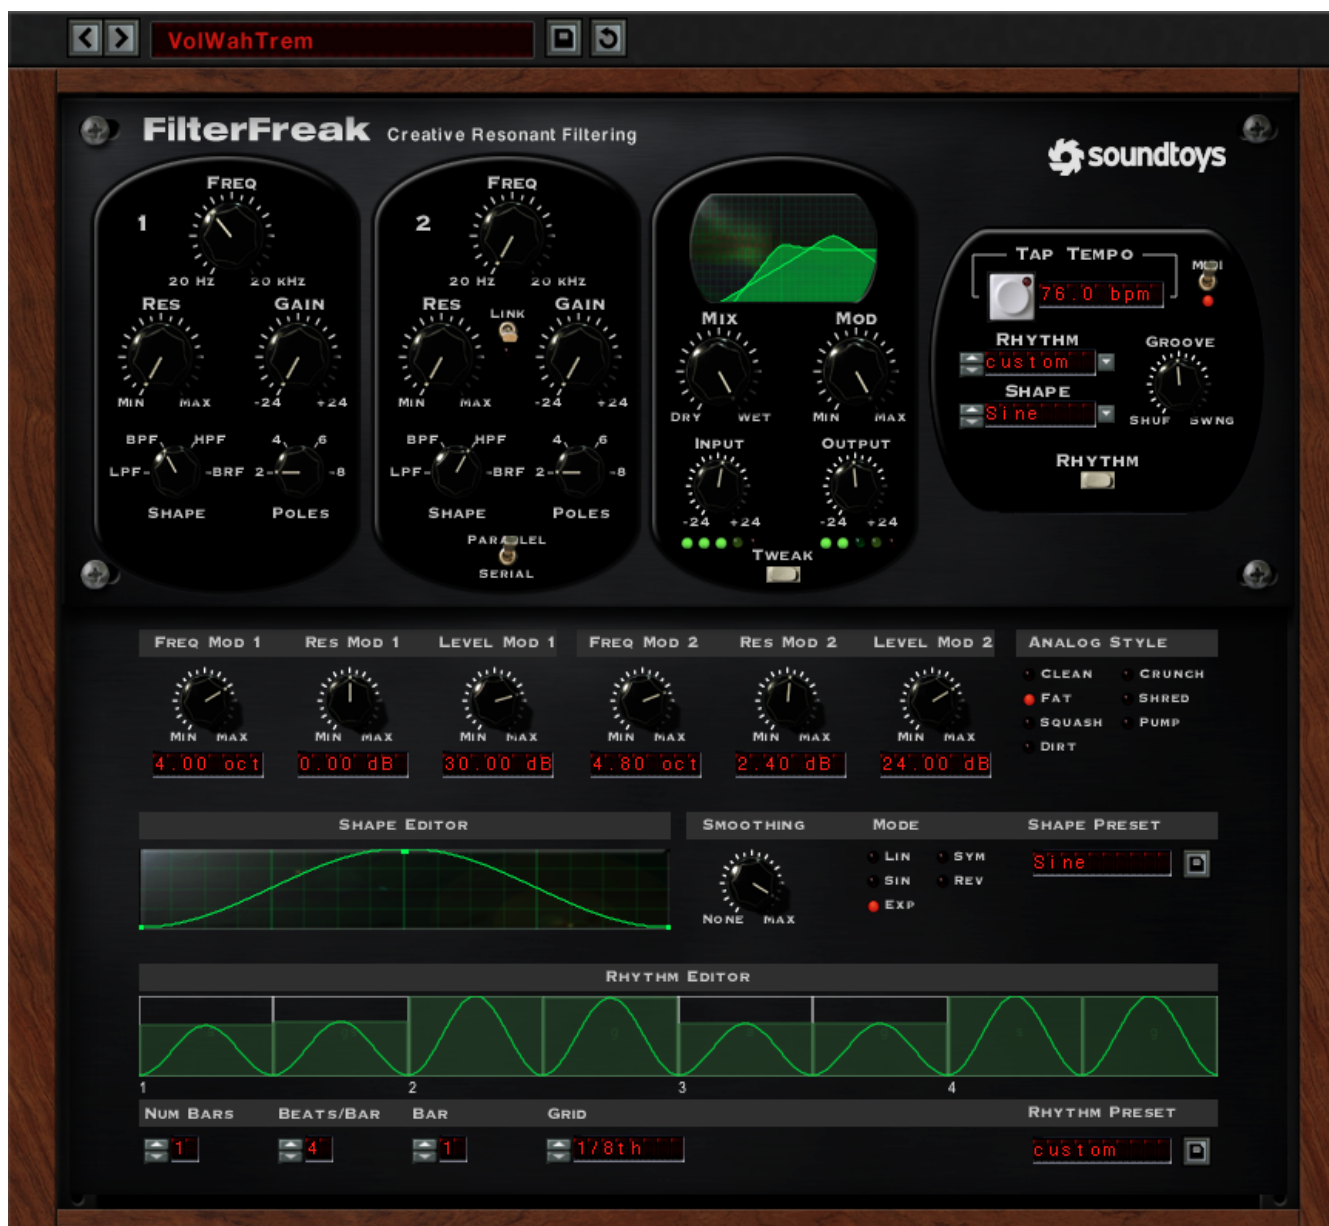 VolWahTrem
FilterFreak Creative Resonant Filtering
soundtoys
1 FREQ
20 HZ 20 KHZ
RES GAIN
MIN MAX -24 +24
BPF HPF 4 6
LPF BRF 2 8
SHAPE POLES
2 FREQ
20 HZ 20 KHZ
RES LINK GAIN
MIN MAX -24 +24
BPF HPF 4 6
LPF BRF 2 8
SHAPE POLES
PARALLEL
SERIAL
MIX MOD
DRY WET MIN MAX
INPUT OUTPUT
-24 +24 -24 +24
TWEAK
TAP TEMPO MIDI
76.0 bpm
RHYTHM GROOVE
custom
SHAPE
Sine
SHUF SWNG
RHYTHM
FREQ MOD 1 RES MOD 1 LEVEL MOD 1 FREQ MOD 2 RES MOD 2 LEVEL MOD 2 ANALOG STYLE
MIN MAX MIN MAX MIN MAX MIN MAX MIN MAX MIN MAX
4.00 oct 0.00 dB 30.00 dB 4.80 oct 2.40 dB 24.00 dB
CLEAN CRUNCH
FAT SHRED
SQUASH PUMP
DIRT
SHAPE EDITOR SMOOTHING MODE SHAPE PRESET
NONE MAX
LIN SYM
SIN REV
EXP
Sine
RHYTHM EDITOR
1 2 3 4
NUM BARS BEATS/BAR BAR GRID RHYTHM PRESET
1 4 1 1/8th custom